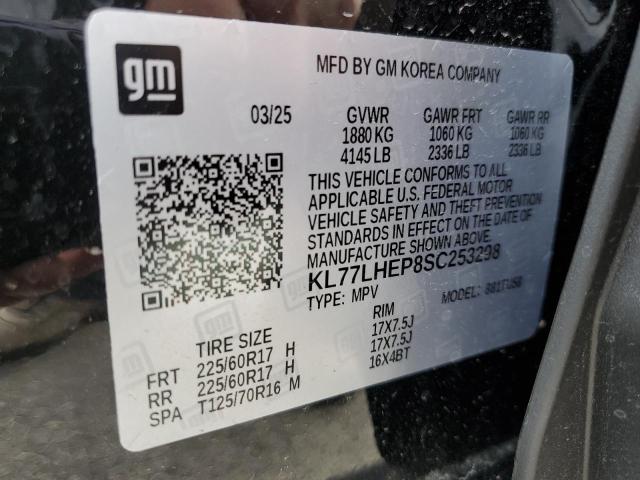 gm
MFD BY GM KOREA COMPANY
03/25 GVWR GAWR FRT GAWR RR
1880 KG 1060 KG 1060 KG
4145 LB 2336 LB 2336 LB
THIS VEHICLE CONFORMS TO ALL
APPLICABLE U.S. FEDERAL MOTOR
VEHICLE SAFETY AND THEFT PREVENTION
STANDARDS IN EFFECT ON THE DATE OF
MANUFACTURE SHOWN ABOVE.
KL77LHEP8SC253298
TYPE: MPV MODEL:
TIRE SIZE RIM
FRT 225/60R17 H 17X7.5J
RR 225/60R17 H 17X7.5J
SPA T125/70R16 M 16X4BT